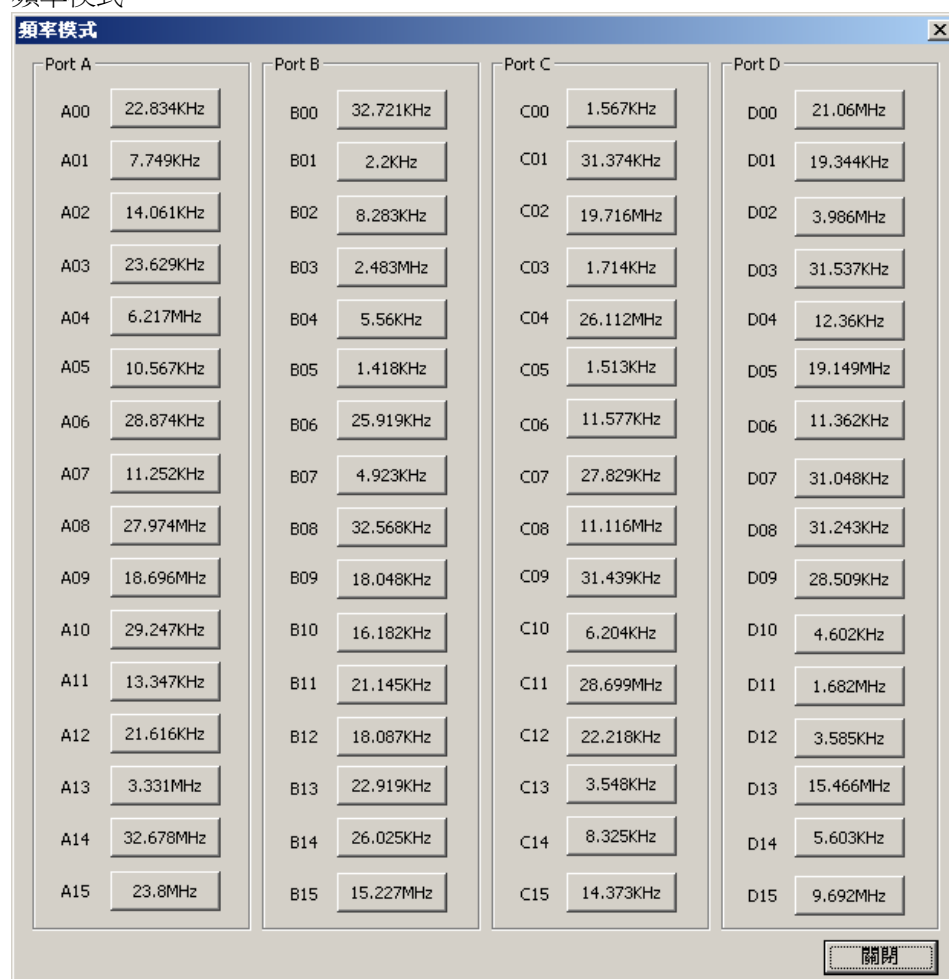 頻率模式
頻率模式
Port A
A00 22.834KHz
A01 7.749KHz
A02 14.061KHz
A03 23.629KHz
A04 6.217MHz
A05 10.567KHz
A06 28.874KHz
A07 11.252KHz
A08 27.974MHz
A09 18.696MHz
A10 29.247KHz
A11 13.347KHz
A12 21.616KHz
A13 3.331MHz
A14 32.678MHz
A15 23.8MHz
Port B
B00 32.721KHz
B01 2.2KHz
B02 8.283KHz
B03 2.483MHz
B04 5.56KHz
B05 1.418KHz
B06 25.919KHz
B07 4.923KHz
B08 32.568KHz
B09 18.048KHz
B10 16.182KHz
B11 21.145KHz
B12 18.087KHz
B13 22.919KHz
B14 26.025KHz
B15 15.227MHz
Port C
C00 1.567KHz
C01 31.374KHz
C02 19.716MHz
C03 1.714KHz
C04 26.112MHz
C05 1.513KHz
C06 11.577KHz
C07 27.829KHz
C08 11.116MHz
C09 31.439KHz
C10 6.204KHz
C11 28.699MHz
C12 22.218KHz
C13 3.548KHz
C14 8.325KHz
C15 14.373KHz
Port D
D00 21.06MHz
D01 19.344KHz
D02 3.986MHz
D03 31.537KHz
D04 12.36KHz
D05 19.149MHz
D06 11.362KHz
D07 31.048KHz
D08 31.243KHz
D09 28.509KHz
D10 4.602KHz
D11 1.682MHz
D12 3.585KHz
D13 15.466MHz
D14 5.603KHz
D15 9.692MHz
關閉